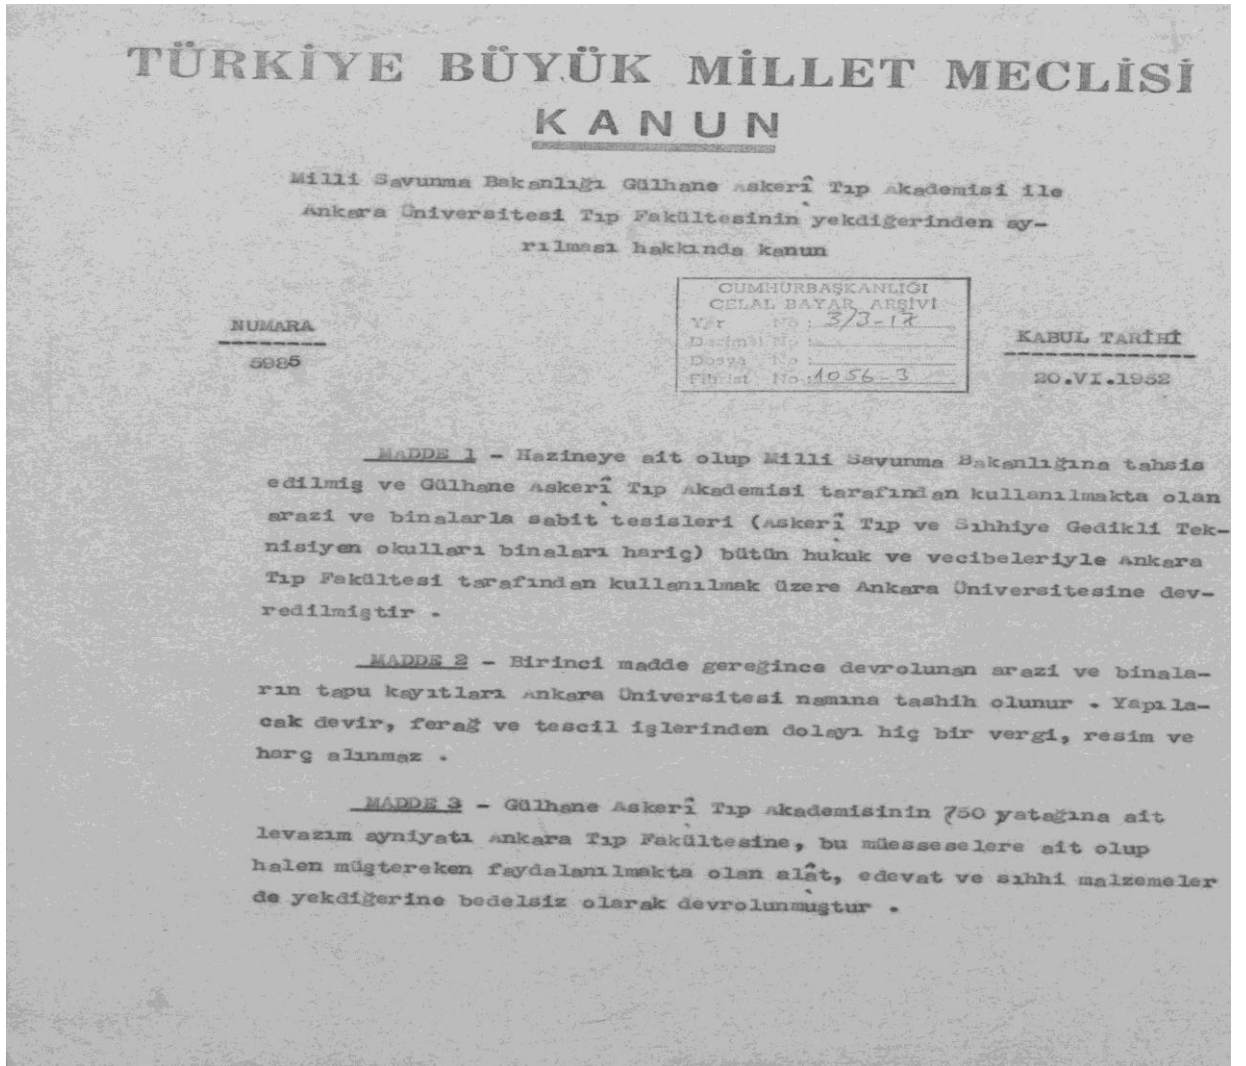 TÜRKİYE BÜYÜK MİLLET MECLİSİ
KANUN
Milli Savunma Bakanlığı Gülhane Askerî Tıp Akademisi ile
Ankara Üniversitesi Tıp Fakültesinin yekdiğerinden ay-
rılması hakkında kanun
CUMHURBAŞKANLIĞI
CELAL BAYAR ARŞİVİ
Yer No : 3/3-17
Desimal No :
Dosya No :
Fihrist No : 1056-3
NUMARA
5985
KABUL TARİHİ
20.VI.1952
MADDE 1 - Hazineye ait olup Milli Savunma Bakanlığına tahsis
edilmiş ve Gülhane Askerî Tıp Akademisi tarafından kullanılmakta olan
arazi ve binalarla sabit tesisleri (Askerî Tıp ve Sıhhiye Gedikli Tek-
nisiyen okulları binaları hariç) bütün hukuk ve vecibeleriyle Ankara
Tıp Fakültesi tarafından kullanılmak üzere Ankara Üniversitesine dev-
redilmiştir .
MADDE 2 - Birinci madde gereğince devrolunan arazi ve binala-
rın tapu kayıtları Ankara Üniversitesi namına tashih olunur . Yapıla-
cak devir, ferağ ve tescil işlerinden dolayı hiç bir vergi, resim ve
harç alınmaz .
MADDE 3 - Gülhane Askerî Tıp Akademisinin 750 yatağına ait
levazım ayniyatı Ankara Tıp Fakültesine, bu müesseselere ait olup
halen müştereken faydalanılmakta olan alât, edevat ve sıhhi malzemeler
de yekdiğerine bedelsiz olarak devrolunmuştur .